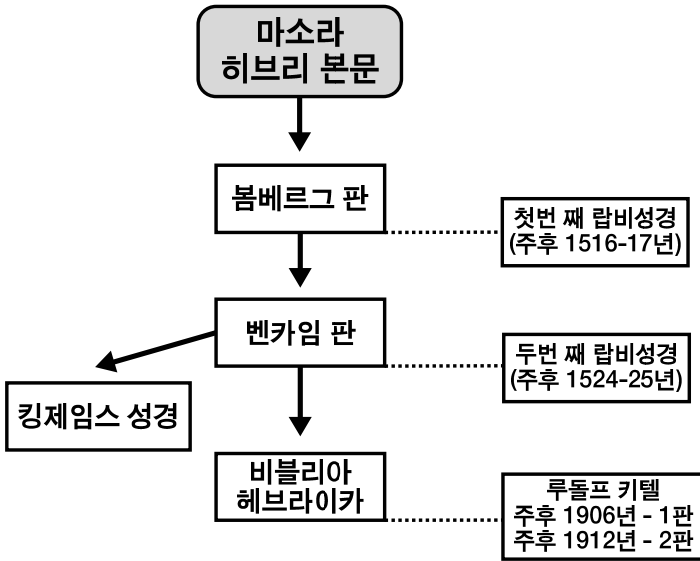 마소라
히브리 본문
봄베르그 판
첫번 째 랍비성경
(주후 1516-17년)
벤카임 판
두번 째 랍비성경
(주후 1524-25년)
킹제임스 성경
비블리아
헤브라이카
루돌프 키텔
주후 1906년 - 1판
주후 1912년 - 2판